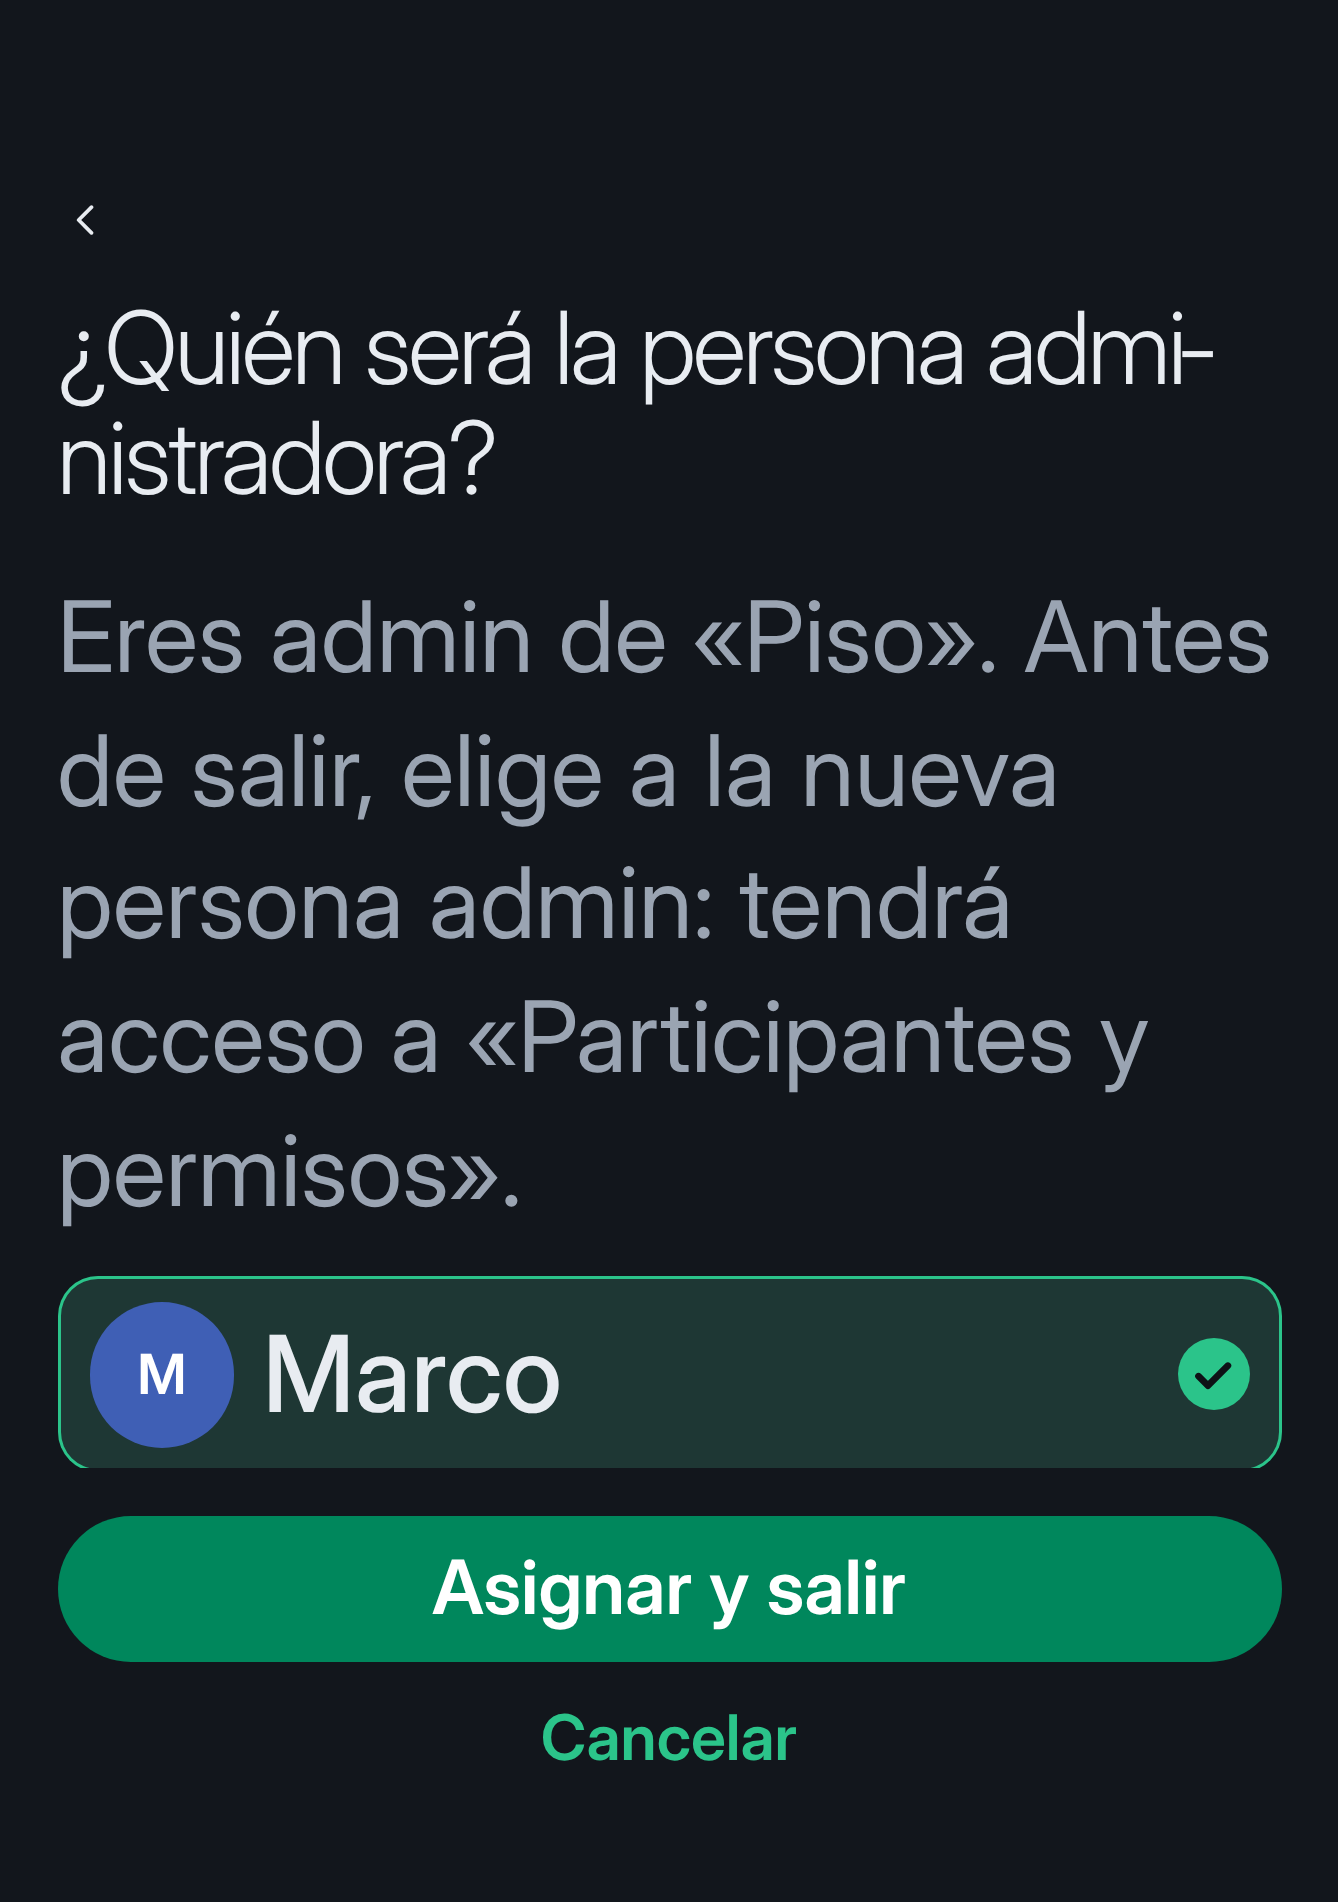 ¿Quién será la persona admi-
nistradora?
Eres admin de «Piso». Antes
de salir, elige a la nueva
persona admin: tendrá
acceso a «Participantes y
permisos».
M Marco
Asignar y salir
Cancelar